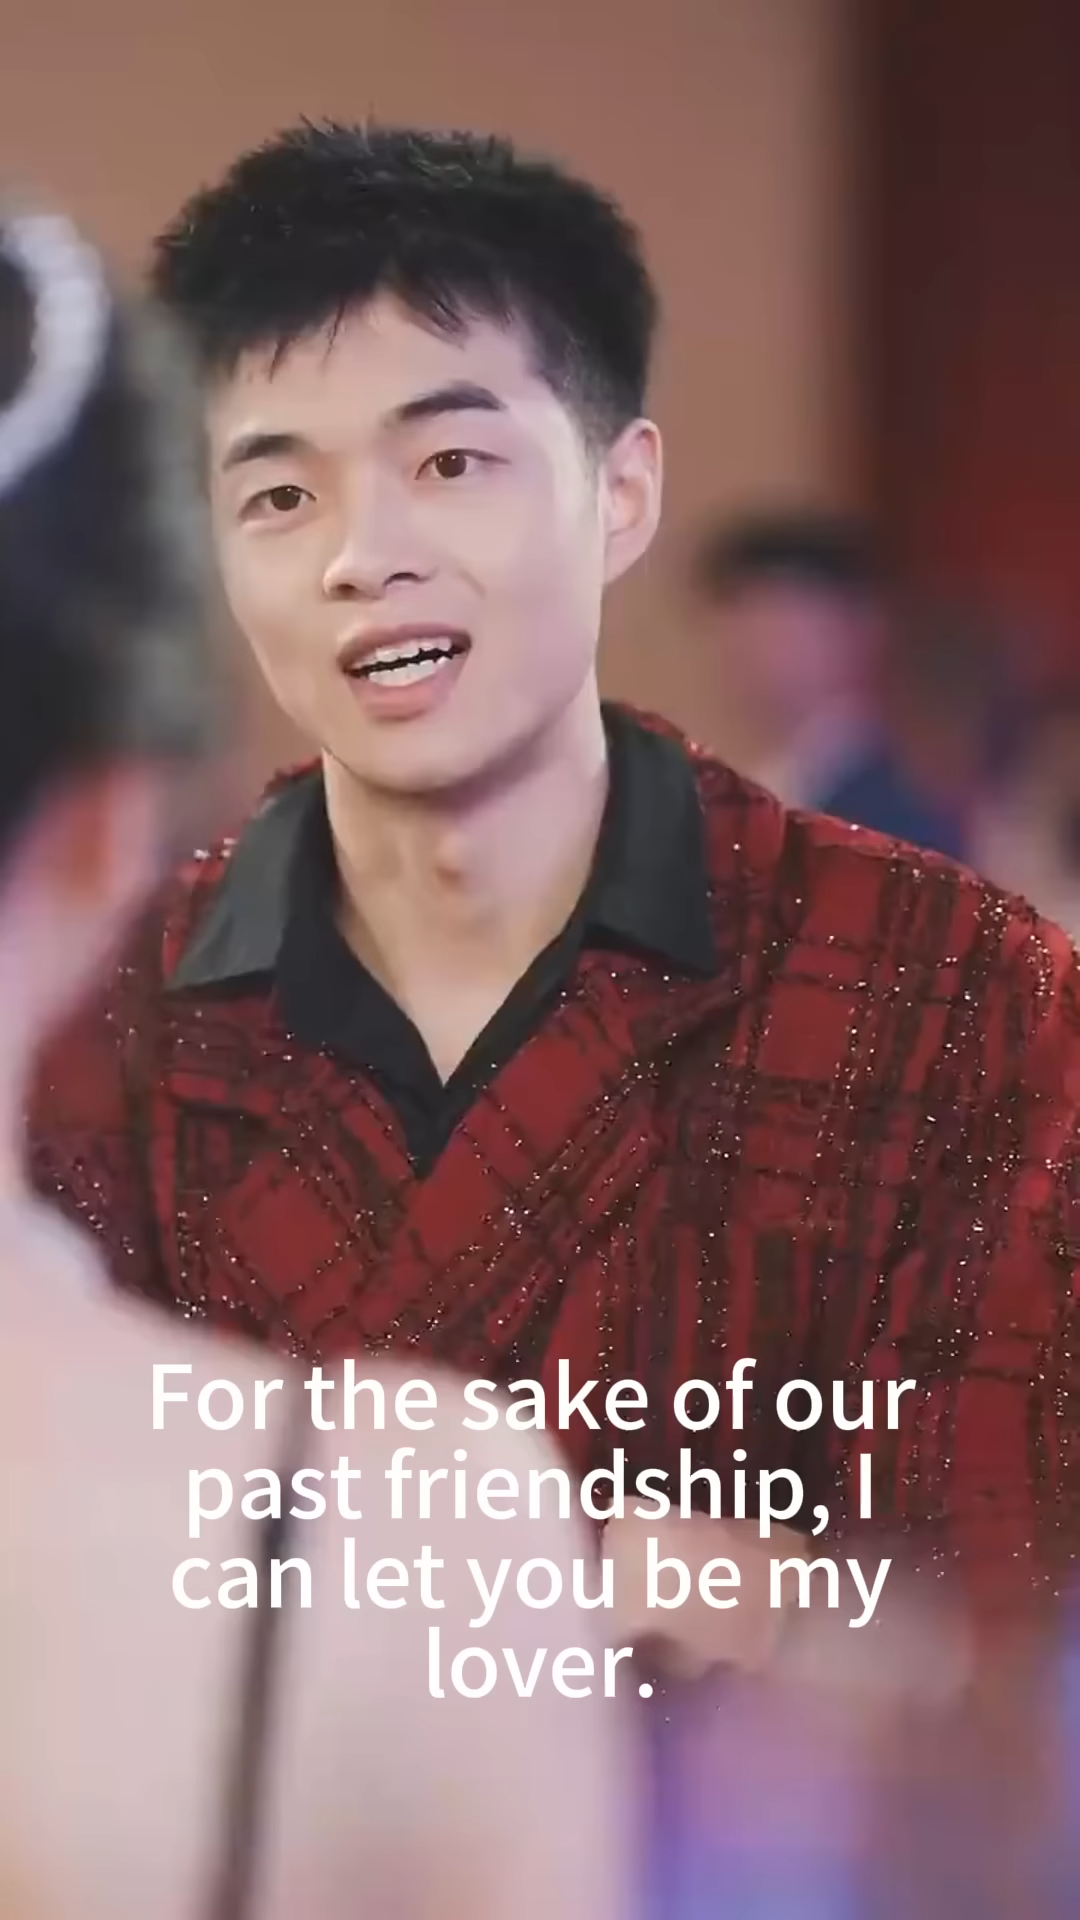 For the sake of our
past friendship, I
can let you be my
lover.